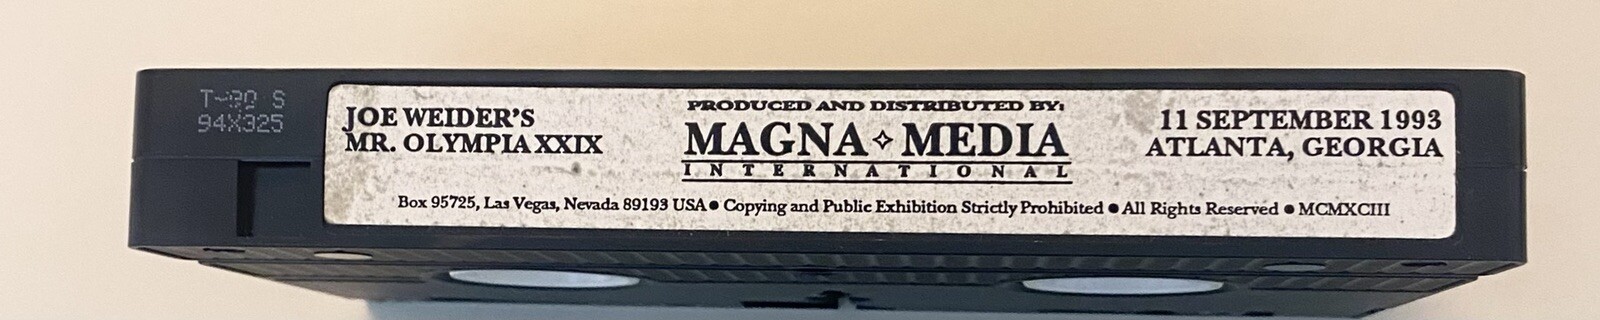 T-90 S
94X325
JOE WEIDER'S
MR. OLYMPIA XXIX
PRODUCED AND DISTRIBUTED BY:
MAGNA✧MEDIA
INTERNATIONAL
11 SEPTEMBER 1993
ATLANTA, GEORGIA
Box 95725, Las Vegas, Nevada 89193 USA ● Copying and Public Exhibition Strictly Prohibited ● All Rights Reserved ● MCMXCIII